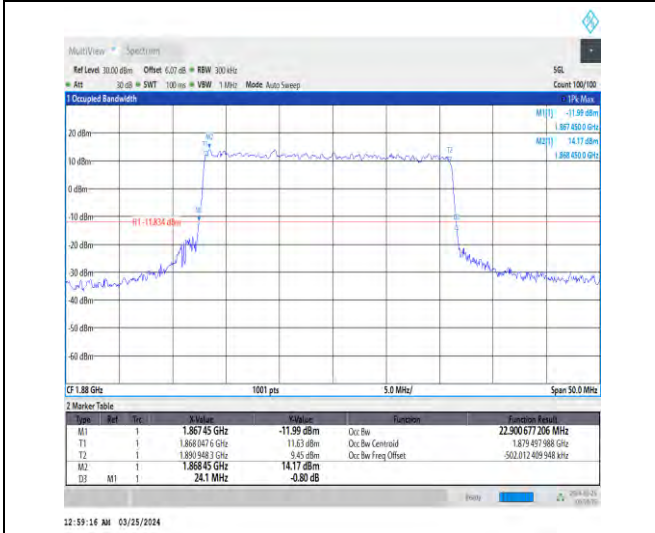 MultiView Spectrum
Ref Level 30.00 dBm Offset 6.07 dB RBW 300 kHz SGL
Att 30 dB SWT 100 ms VBW 1 MHz Mode Auto Sweep Count 100/100
1 Occupied Bandwidth 1Pk Max
M1[1] -11.99 dBm
1.867 450 0 GHz
M2[1] 14.17 dBm
1.868 450 0 GHz
20 dBm
M2
T1
T2
10 dBm
0 dBm
-10 dBm
H1 -11.834 dBm
-20 dBm
-30 dBm
-40 dBm
-50 dBm
-60 dBm
CF 1.88 GHz 1001 pts 5.0 MHz/ Span 50.0 MHz
2 Marker Table
Type Ref Trc X-Value Y-Value Function Function Result
M1 1 1.86745 GHz -11.99 dBm Occ Bw 22.900 677 206 MHz
T1 1 1.868 047 6 GHz 11.63 dBm Occ Bw Centroid 1.879 497 988 GHz
T2 1 1.890 948 3 GHz 9.45 dBm Occ Bw Freq Offset -502.012 409 948 kHz
M2 1 1.86845 GHz 14.17 dBm
D3 M1 1 24.1 MHz -0.80 dB
12:59:16 AM 03/25/2024